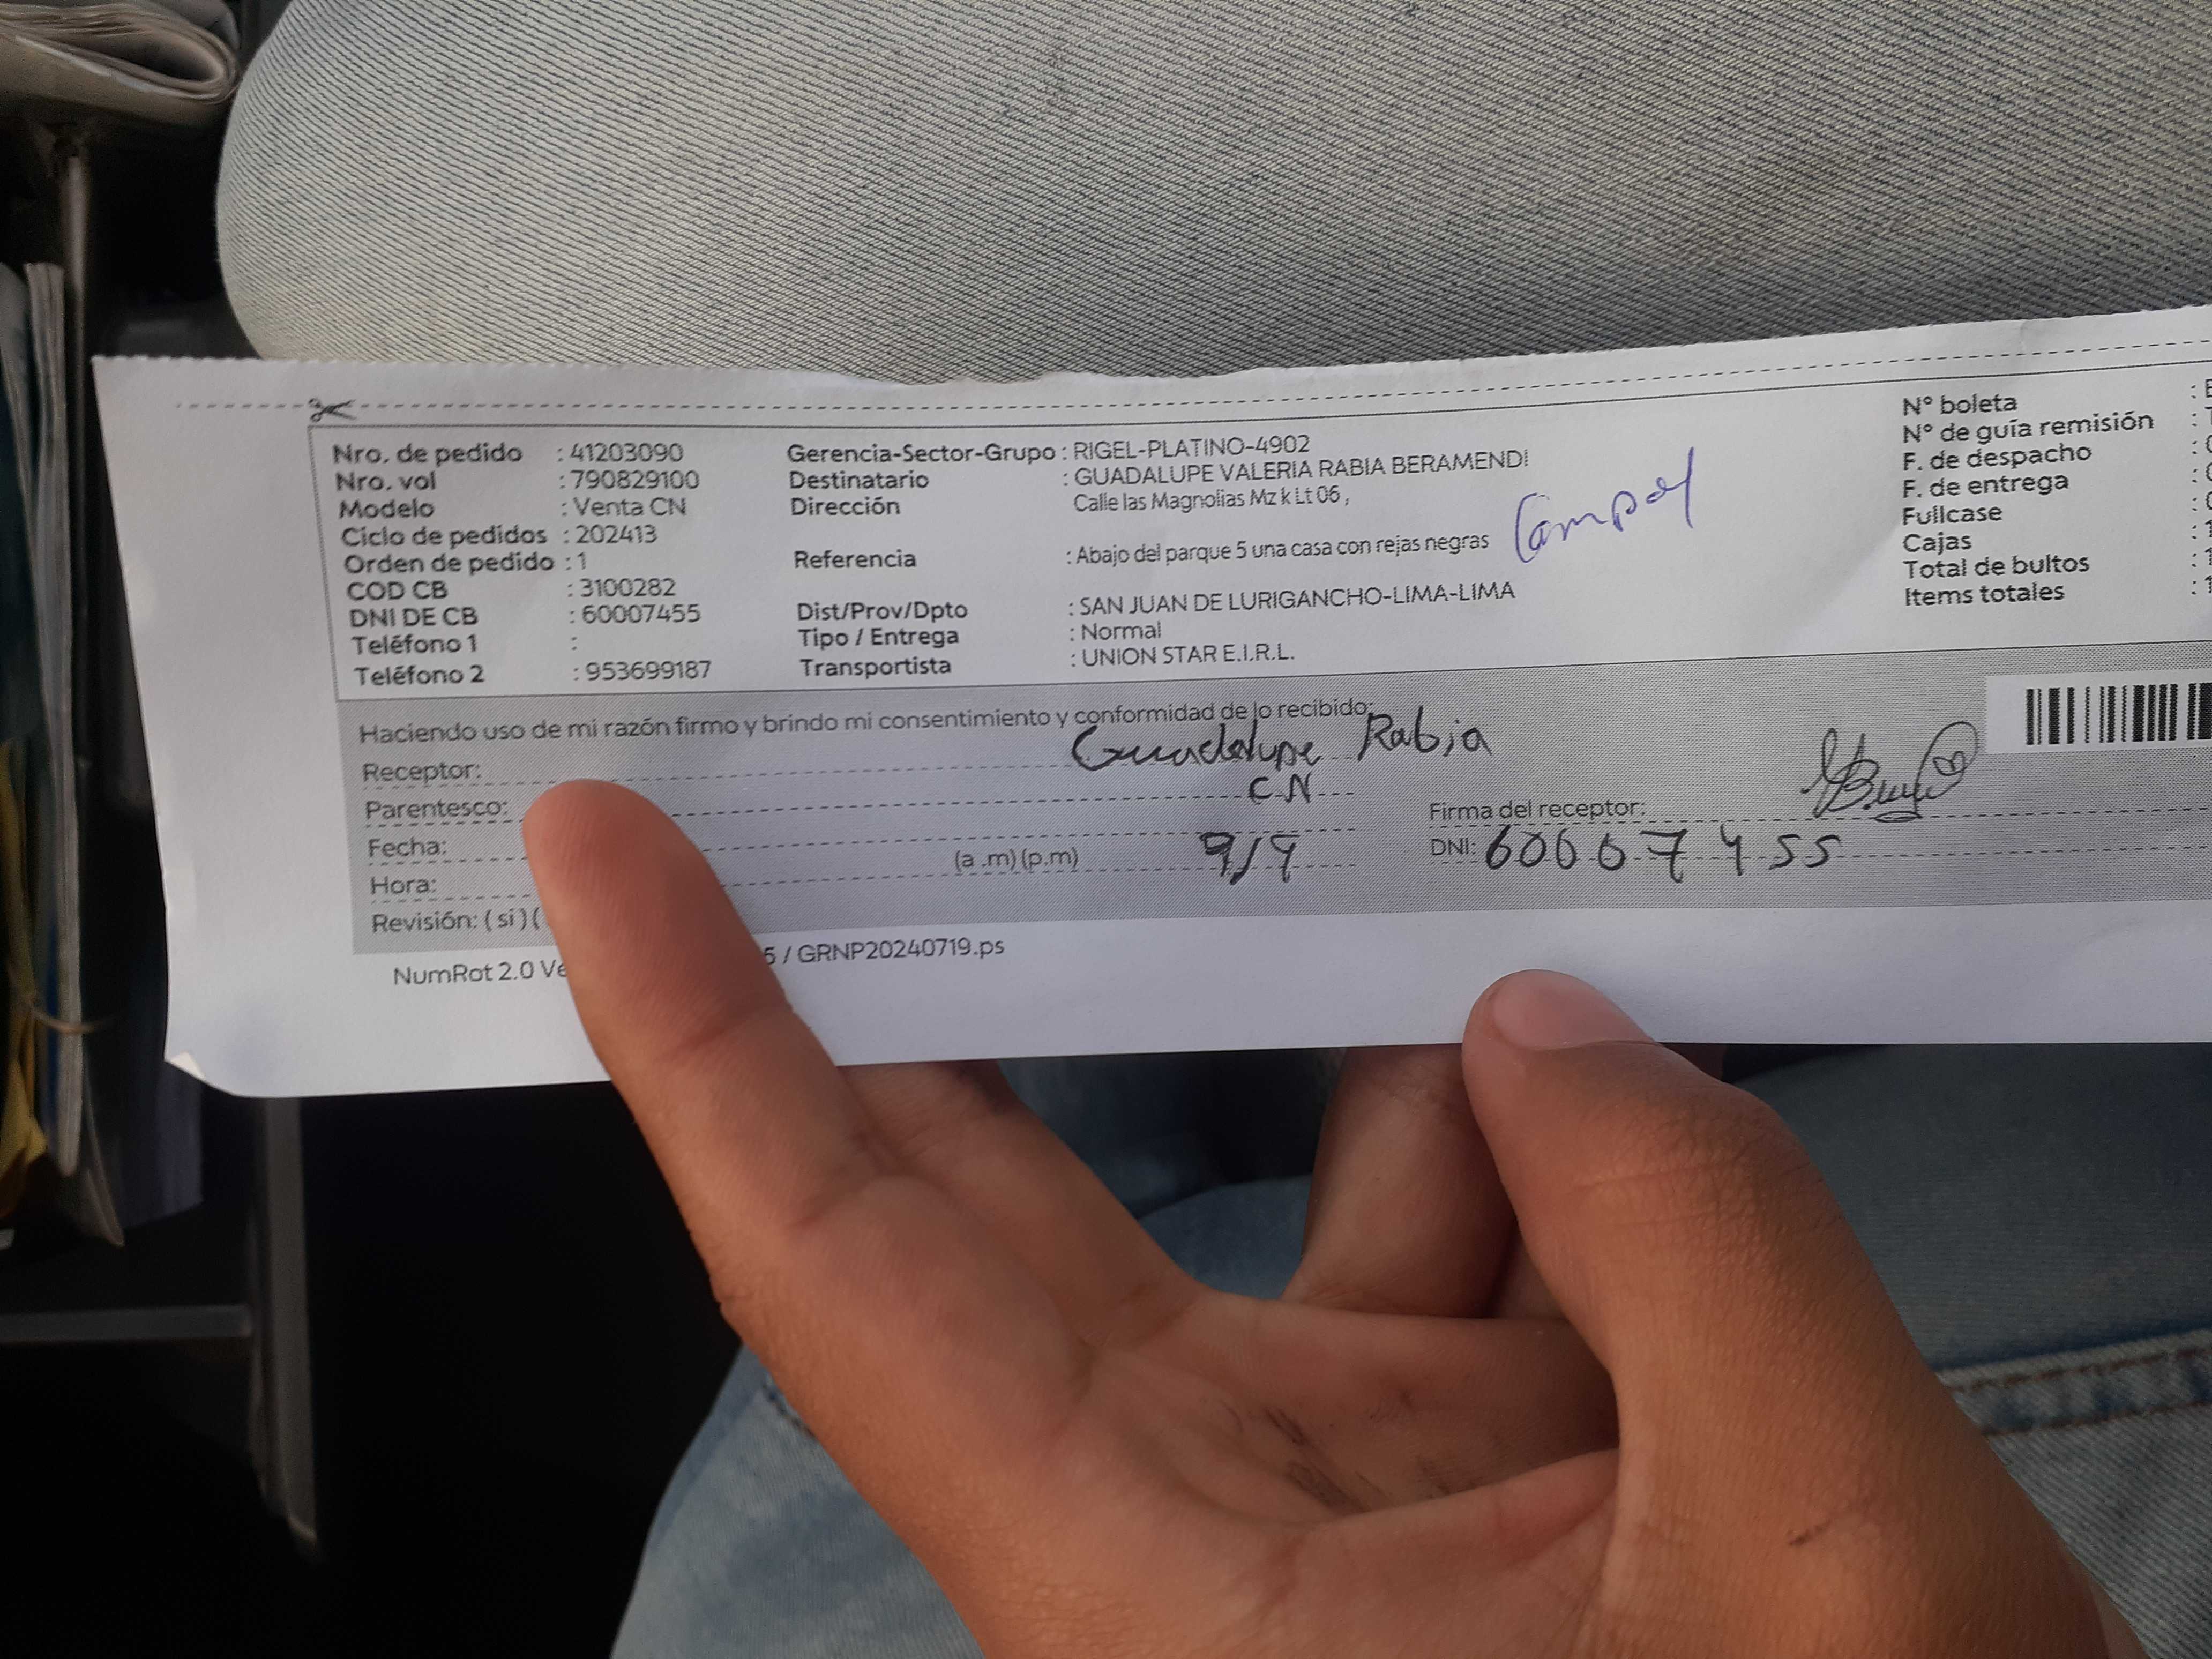 Nro. de pedido : 41203090
Nro. vol : 790829100
Modelo : Venta CN
Ciclo de pedidos : 202413
Orden de pedido : 1
COD CB : 3100282
DNI DE CB : 60007455
Teléfono 1 :
Teléfono 2 : 953699187
Gerencia-Sector-Grupo : RIGEL-PLATINO-4902
Destinatario : GUADALUPE VALERIA RABIA BERAMENDI
Dirección Calle las Magnolias Mz k Lt 06 ,
Referencia : Abajo del parque 5 una casa con rejas negras
Campoy
Dist/Prov/Dpto : SAN JUAN DE LURIGANCHO-LIMA-LIMA
Tipo / Entrega : Normal
Transportista : UNION STAR E.I.R.L.
N° boleta :
N° de guía remisión :
F. de despacho :
F. de entrega :
Fullcase :
Cajas :
Total de bultos :
Items totales :
Haciendo uso de mi razón firmo y brindo mi consentimiento y conformidad de lo recibido:
Receptor: Guadalupe Rabia
Parentesco: CN
Fecha:
Hora: (a .m) (p.m) 9/9
Revisión: ( si ) (
Firma del receptor:
DNI: 60007455
NumRot 2.0 5 / GRNP20240719.ps